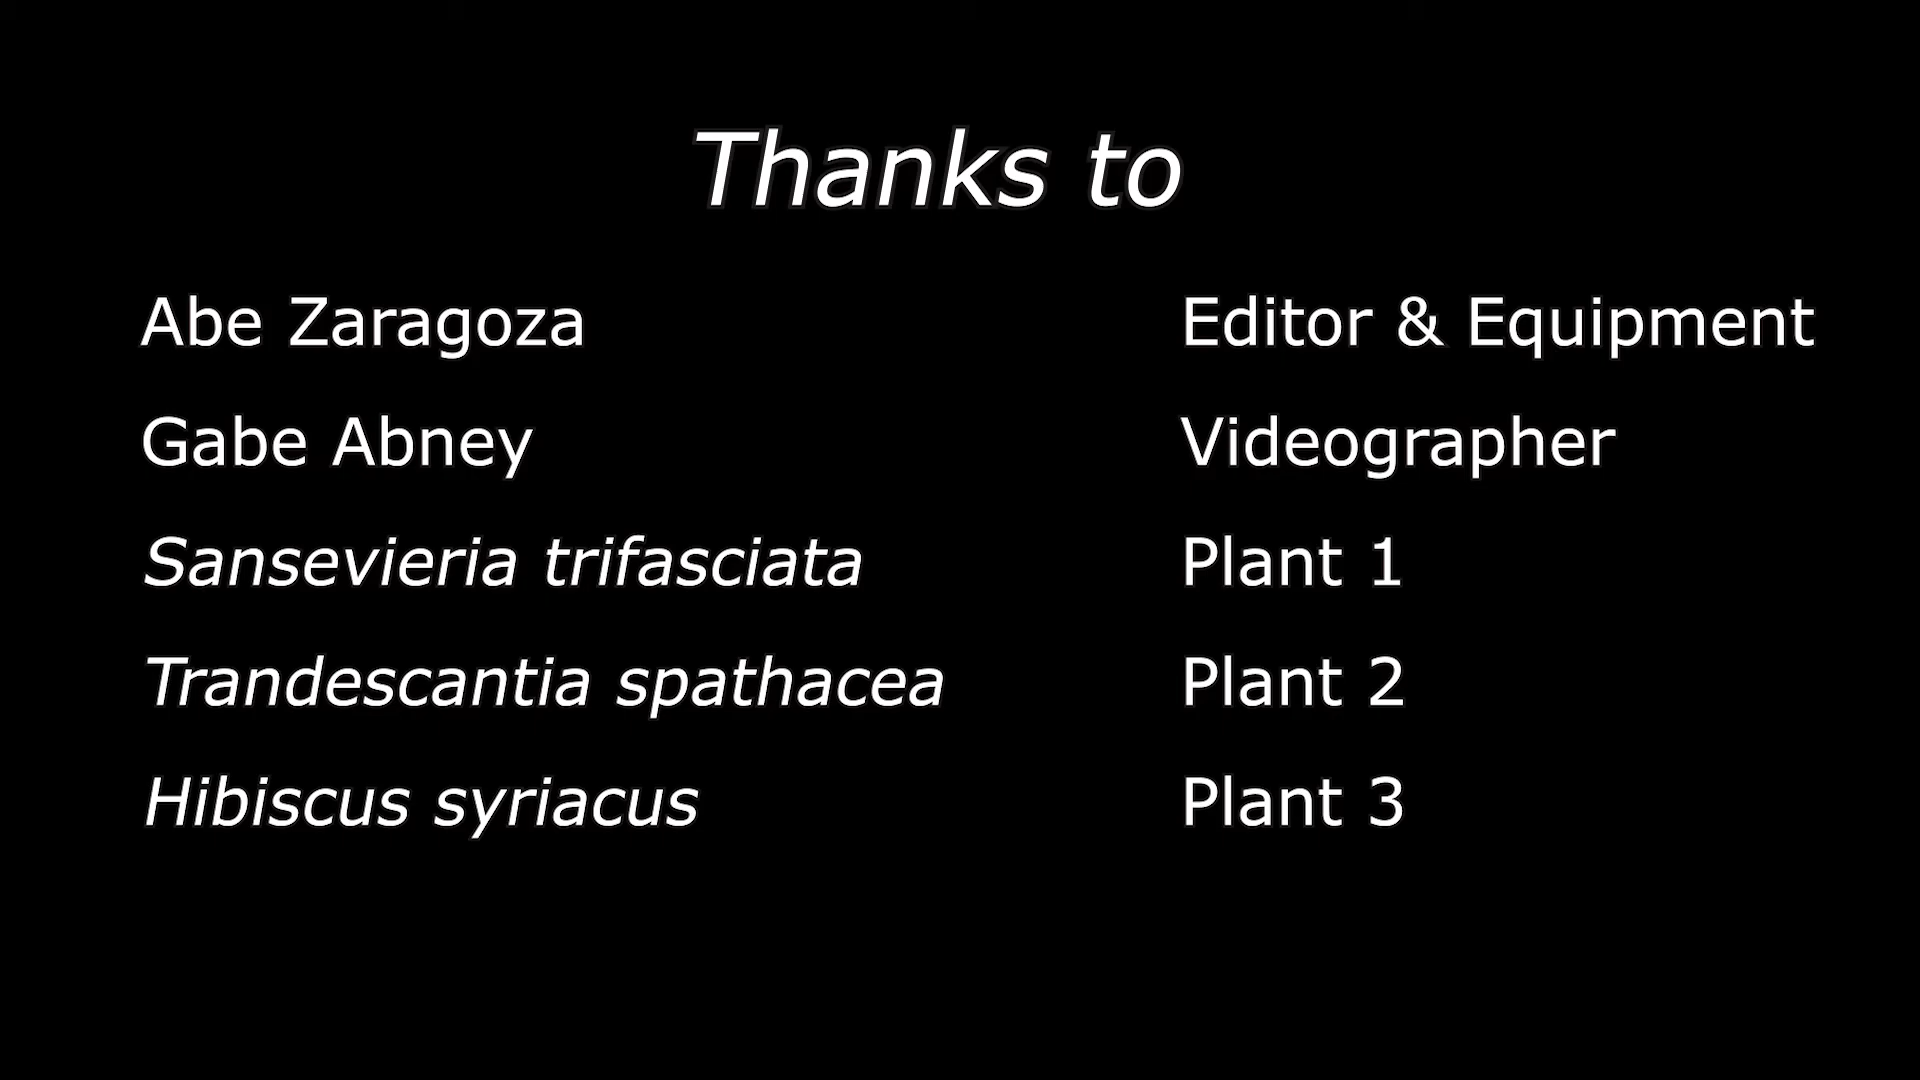 Thanks to
Abe Zaragoza Editor & Equipment
Gabe Abney Videographer
Sansevieria trifasciata Plant 1
Trandescantia spathacea Plant 2
Hibiscus syriacus Plant 3